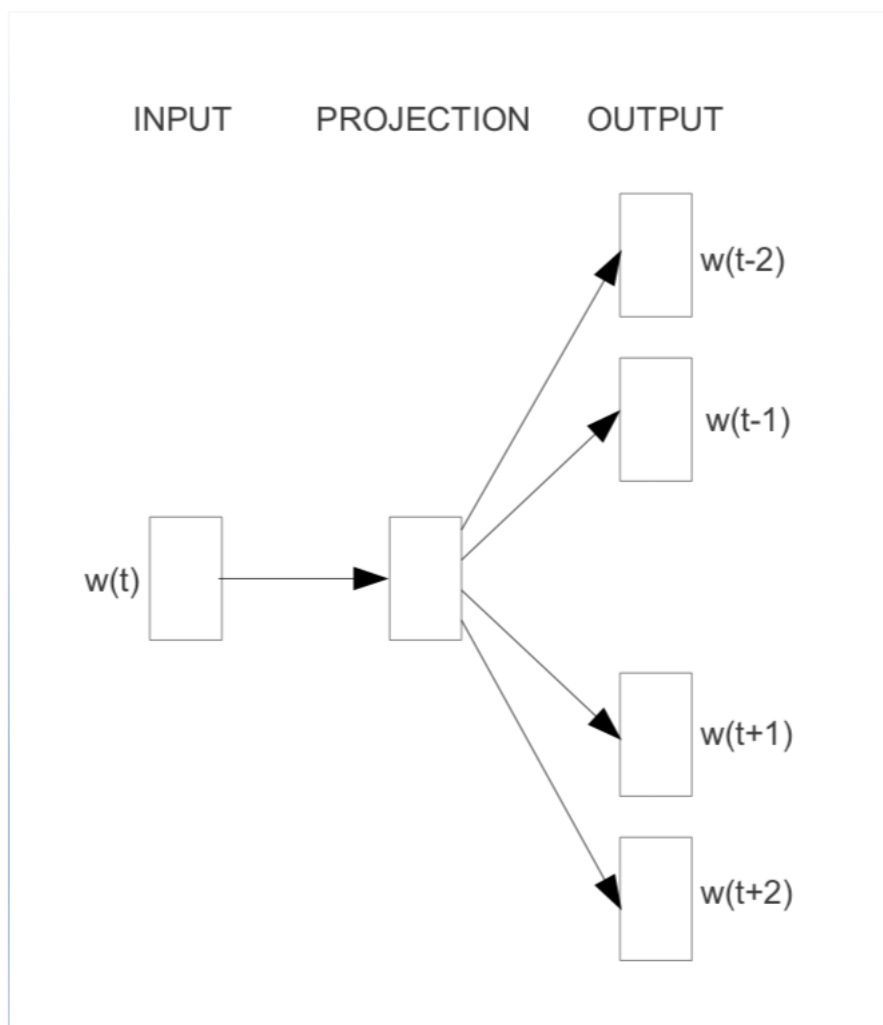 INPUT PROJECTION OUTPUT
w(t-2)
w(t-1)
w(t)
w(t+1)
w(t+2)